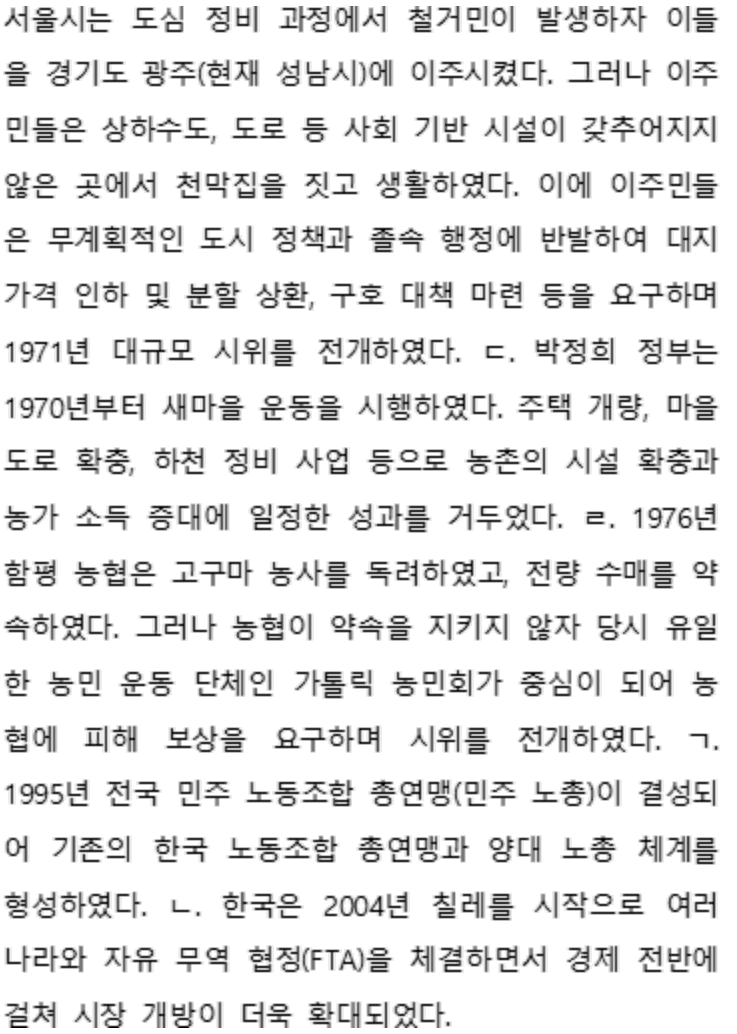 서울시는 도심 정비 과정에서 철거민이 발생하자 이들
을 경기도 광주(현재 성남시)에 이주시켰다. 그러나 이주
민들은 상하수도, 도로 등 사회 기반 시설이 갖추어지지
않은 곳에서 천막집을 짓고 생활하였다. 이에 이주민들
은 무계획적인 도시 정책과 졸속 행정에 반발하여 대지
가격 인하 및 분할 상환, 구호 대책 마련 등을 요구하며
1971년 대규모 시위를 전개하였다. ㄷ. 박정희 정부는
1970년부터 새마을 운동을 시행하였다. 주택 개량, 마을
도로 확충, 하천 정비 사업 등으로 농촌의 시설 확충과
농가 소득 증대에 일정한 성과를 거두었다. ㄹ. 1976년
함평 농협은 고구마 농사를 독려하였고, 전량 수매를 약
속하였다. 그러나 농협이 약속을 지키지 않자 당시 유일
한 농민 운동 단체인 가톨릭 농민회가 중심이 되어 농
협에 피해 보상을 요구하며 시위를 전개하였다. ㄱ.
1995년 전국 민주 노동조합 총연맹(민주 노총)이 결성되
어 기존의 한국 노동조합 총연맹과 양대 노총 체계를
형성하였다. ㄴ. 한국은 2004년 칠레를 시작으로 여러
나라와 자유 무역 협정(FTA)을 체결하면서 경제 전반에
걸쳐 시장 개방이 더욱 확대되었다.